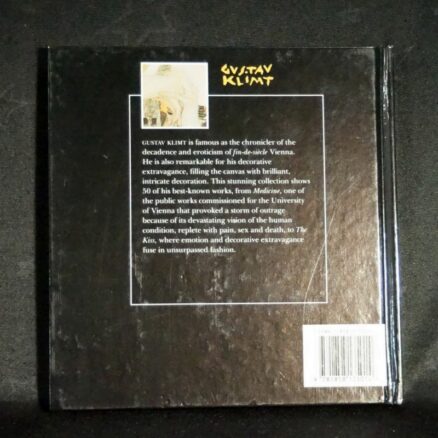 GUSTAV
KLIMT
GUSTAV KLIMT is famous as the chronicler of the
decadence and eroticism of fin-de-siècle Vienna.
He is also remarkable for his decorative
extravagance, filling the canvas with brilliant,
intricate decoration. This stunning collection shows
50 of his best-known works, from Medicine, one of
the public works commissioned for the University
of Vienna that provoked a storm of outrage
because of its devastating vision of the human
condition, replete with pain, sex and death, to The
Kiss, where emotion and decorative extravagance
fuse in unsurpassed fashion.